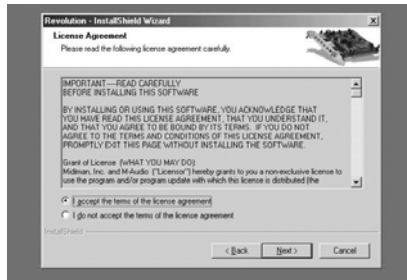 Revolution - InstallShield Wizard
License Agreement
Please read the following license agreement carefully.
IMPORTANT----READ CAREFULLY
BEFORE INSTALLING THIS SOFTWARE
BY INSTALLING OR USING THIS SOFTWARE, YOU ACKNOWLEDGE THAT
YOU HAVE READ THIS LICENSE AGREEMENT, THAT YOU UNDERSTAND IT,
AND THAT YOU AGREE TO BE BOUND BY ITS TERMS. IF YOU DO NOT
AGREE TO THE TERMS AND CONDITIONS OF THIS LICENSE AGREEMENT,
PROMPTLY EXIT THIS PAGE WITHOUT INSTALLING THE SOFTWARE.
Grant of License (WHAT YOU MAY DO):
Midiman, Inc. and M-Audio ("Licensor") hereby grants to you a non-exclusive license to
use the program and/or program update with which this license is distributed (the
I accept the terms of the license agreement
I do not accept the terms of the license agreement
InstallShield
< Back Next > Cancel